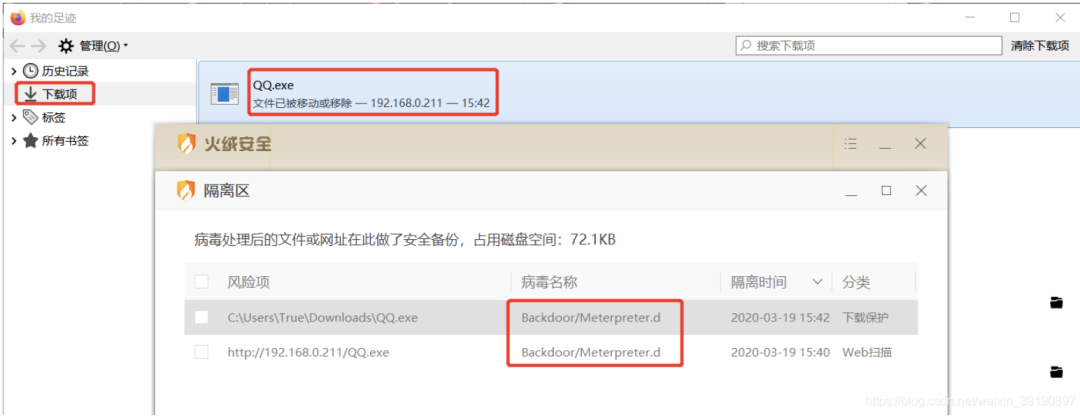 我的足迹
管理(O)
搜索下载项
清除下载项
历史记录
下载项
标签
所有书签
QQ.exe
文件已被移动或移除 — 192.168.0.211 — 15:42
火绒安全
隔离区
病毒处理后的文件或网址在此做了安全备份，占用磁盘空间：72.1KB
风险项 病毒名称 隔离时间 分类
C:\Users\True\Downloads\QQ.exe Backdoor/Meterpreter.d 2020-03-19 15:42 下载保护
http://192.168.0.211/QQ.exe Backdoor/Meterpreter.d 2020-03-19 15:40 Web扫描
https://blog.csdn.net/weixin_39190897